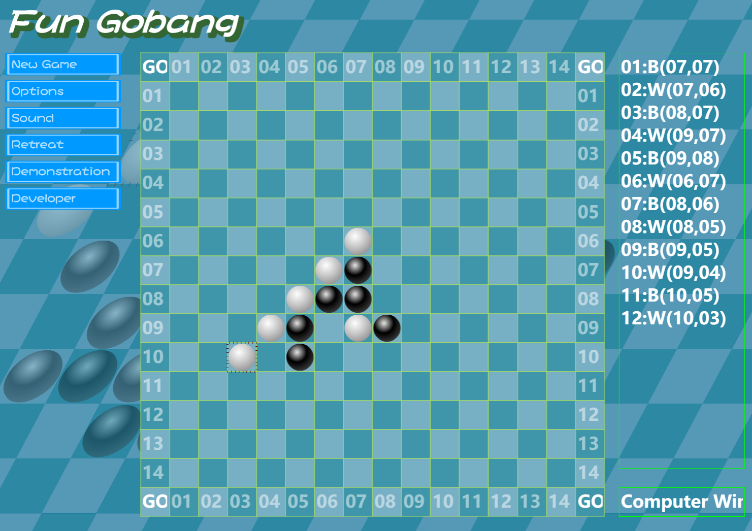 Fun Gobang
New Game
Options
Sound
Retreat
Demonstration
Developer
GO 01 02 03 04 05 06 07 08 09 10 11 12 13 14 GO
01 01
02 02
03 03
04 04
05 05
06 06
07 07
08 08
09 09
10 10
11 11
12 12
13 13
14 14
GO 01 02 03 04 05 06 07 08 09 10 11 12 13 14 GO
01:B(07,07)
02:W(07,06)
03:B(08,07)
04:W(09,07)
05:B(09,08)
06:W(06,07)
07:B(08,06)
08:W(08,05)
09:B(09,05)
10:W(09,04)
11:B(10,05)
12:W(10,03)
Computer Wir